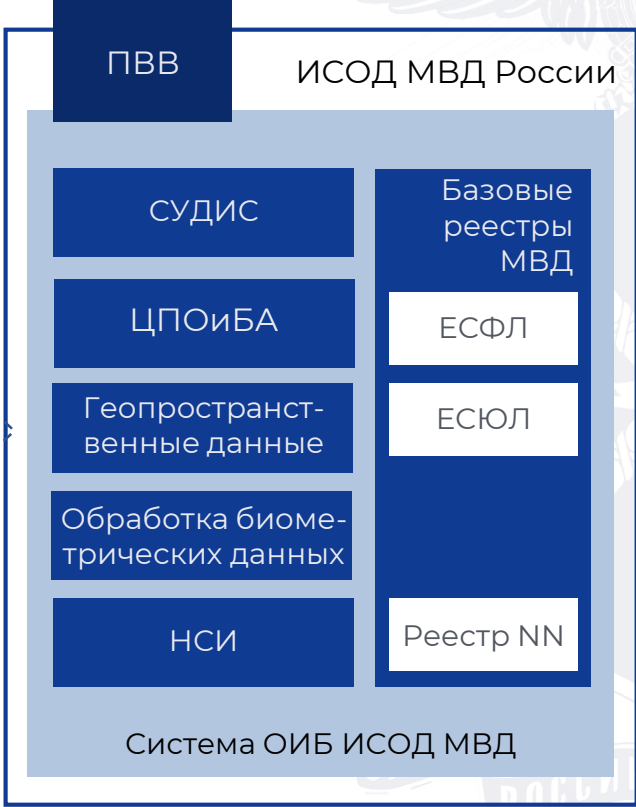 ПВВ
ИСОД МВД России
СУДИС
ЦПОиБА
Геопространст-
венные данные
Обработка биоме-
трических данных
НСИ
Базовые
реестры
МВД
ЕСФЛ
ЕСЮЛ
Реестр NN
Система ОИБ ИСОД МВД